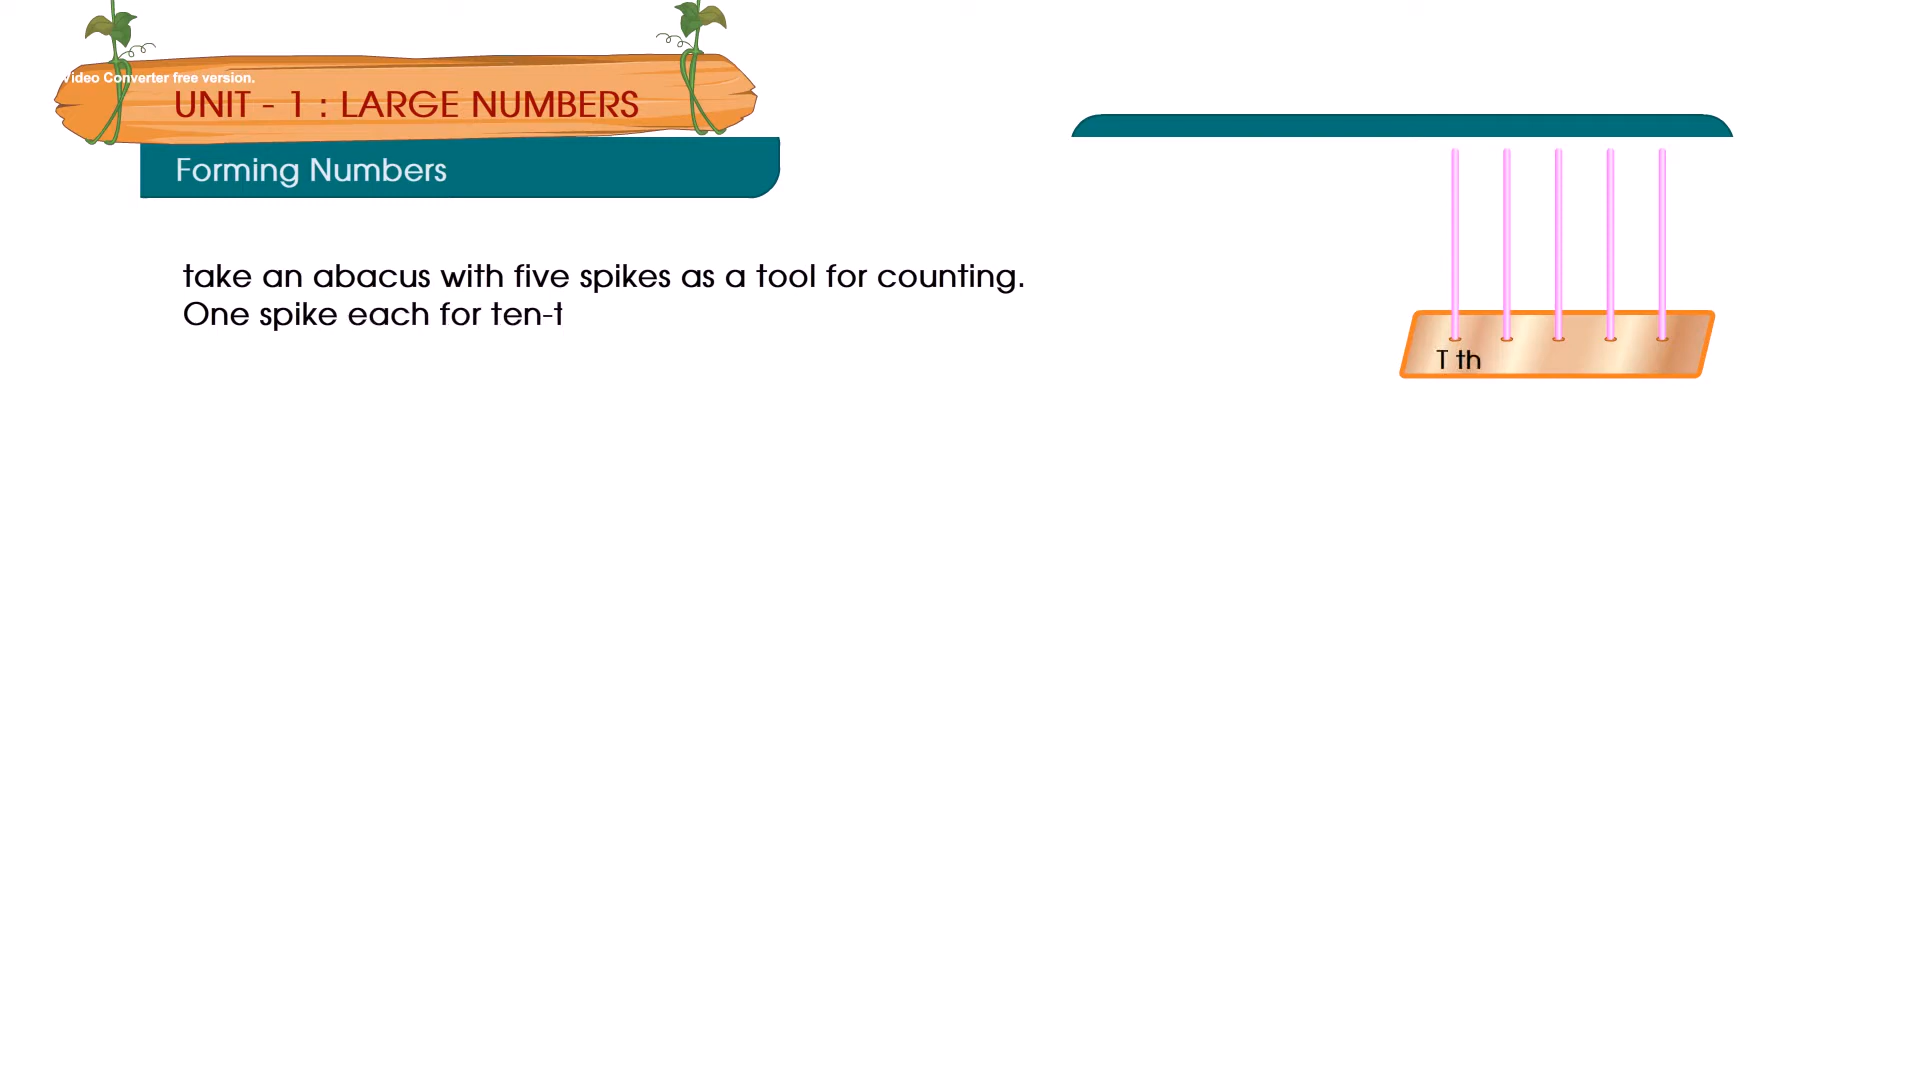 Video Converter free version.
UNIT - 1 : LARGE NUMBERS
Forming Numbers
take an abacus with five spikes as a tool for counting.
One spike each for ten-t
T th